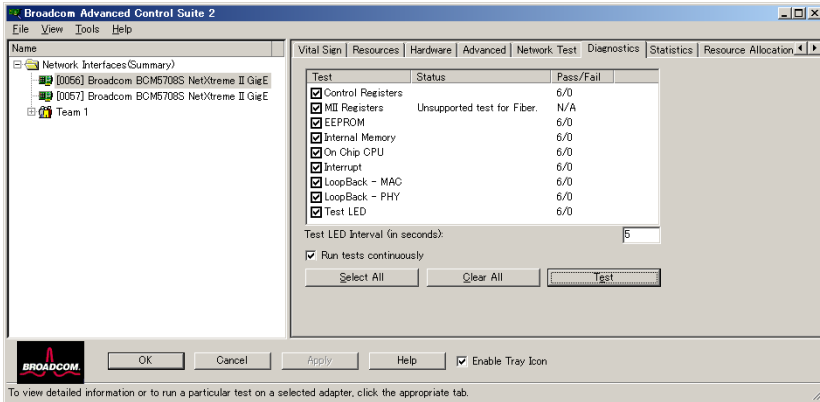 Broadcom Advanced Control Suite 2
File View Tools Help
Name
Network Interfaces(Summary)
[0056] Broadcom BCM5708S NetXtreme II GigE
[0057] Broadcom BCM5708S NetXtreme II GigE
Team 1
Vital Sign Resources Hardware Advanced Network Test Diagnostics Statistics Resource Allocation
Test Status Pass/Fail
Control Registers 6/0
MII Registers Unsupported test for Fiber. N/A
EEPROM 6/0
Internal Memory 6/0
On Chip CPU 6/0
Interrupt 6/0
LoopBack - MAC 6/0
LoopBack - PHY 6/0
Test LED 6/0
Test LED Interval (in seconds): 5
Run tests continuously
Select All Clear All Test
BROADCOM. OK Cancel Apply Help Enable Tray Icon
To view detailed information or to run a particular test on a selected adapter, click the appropriate tab.